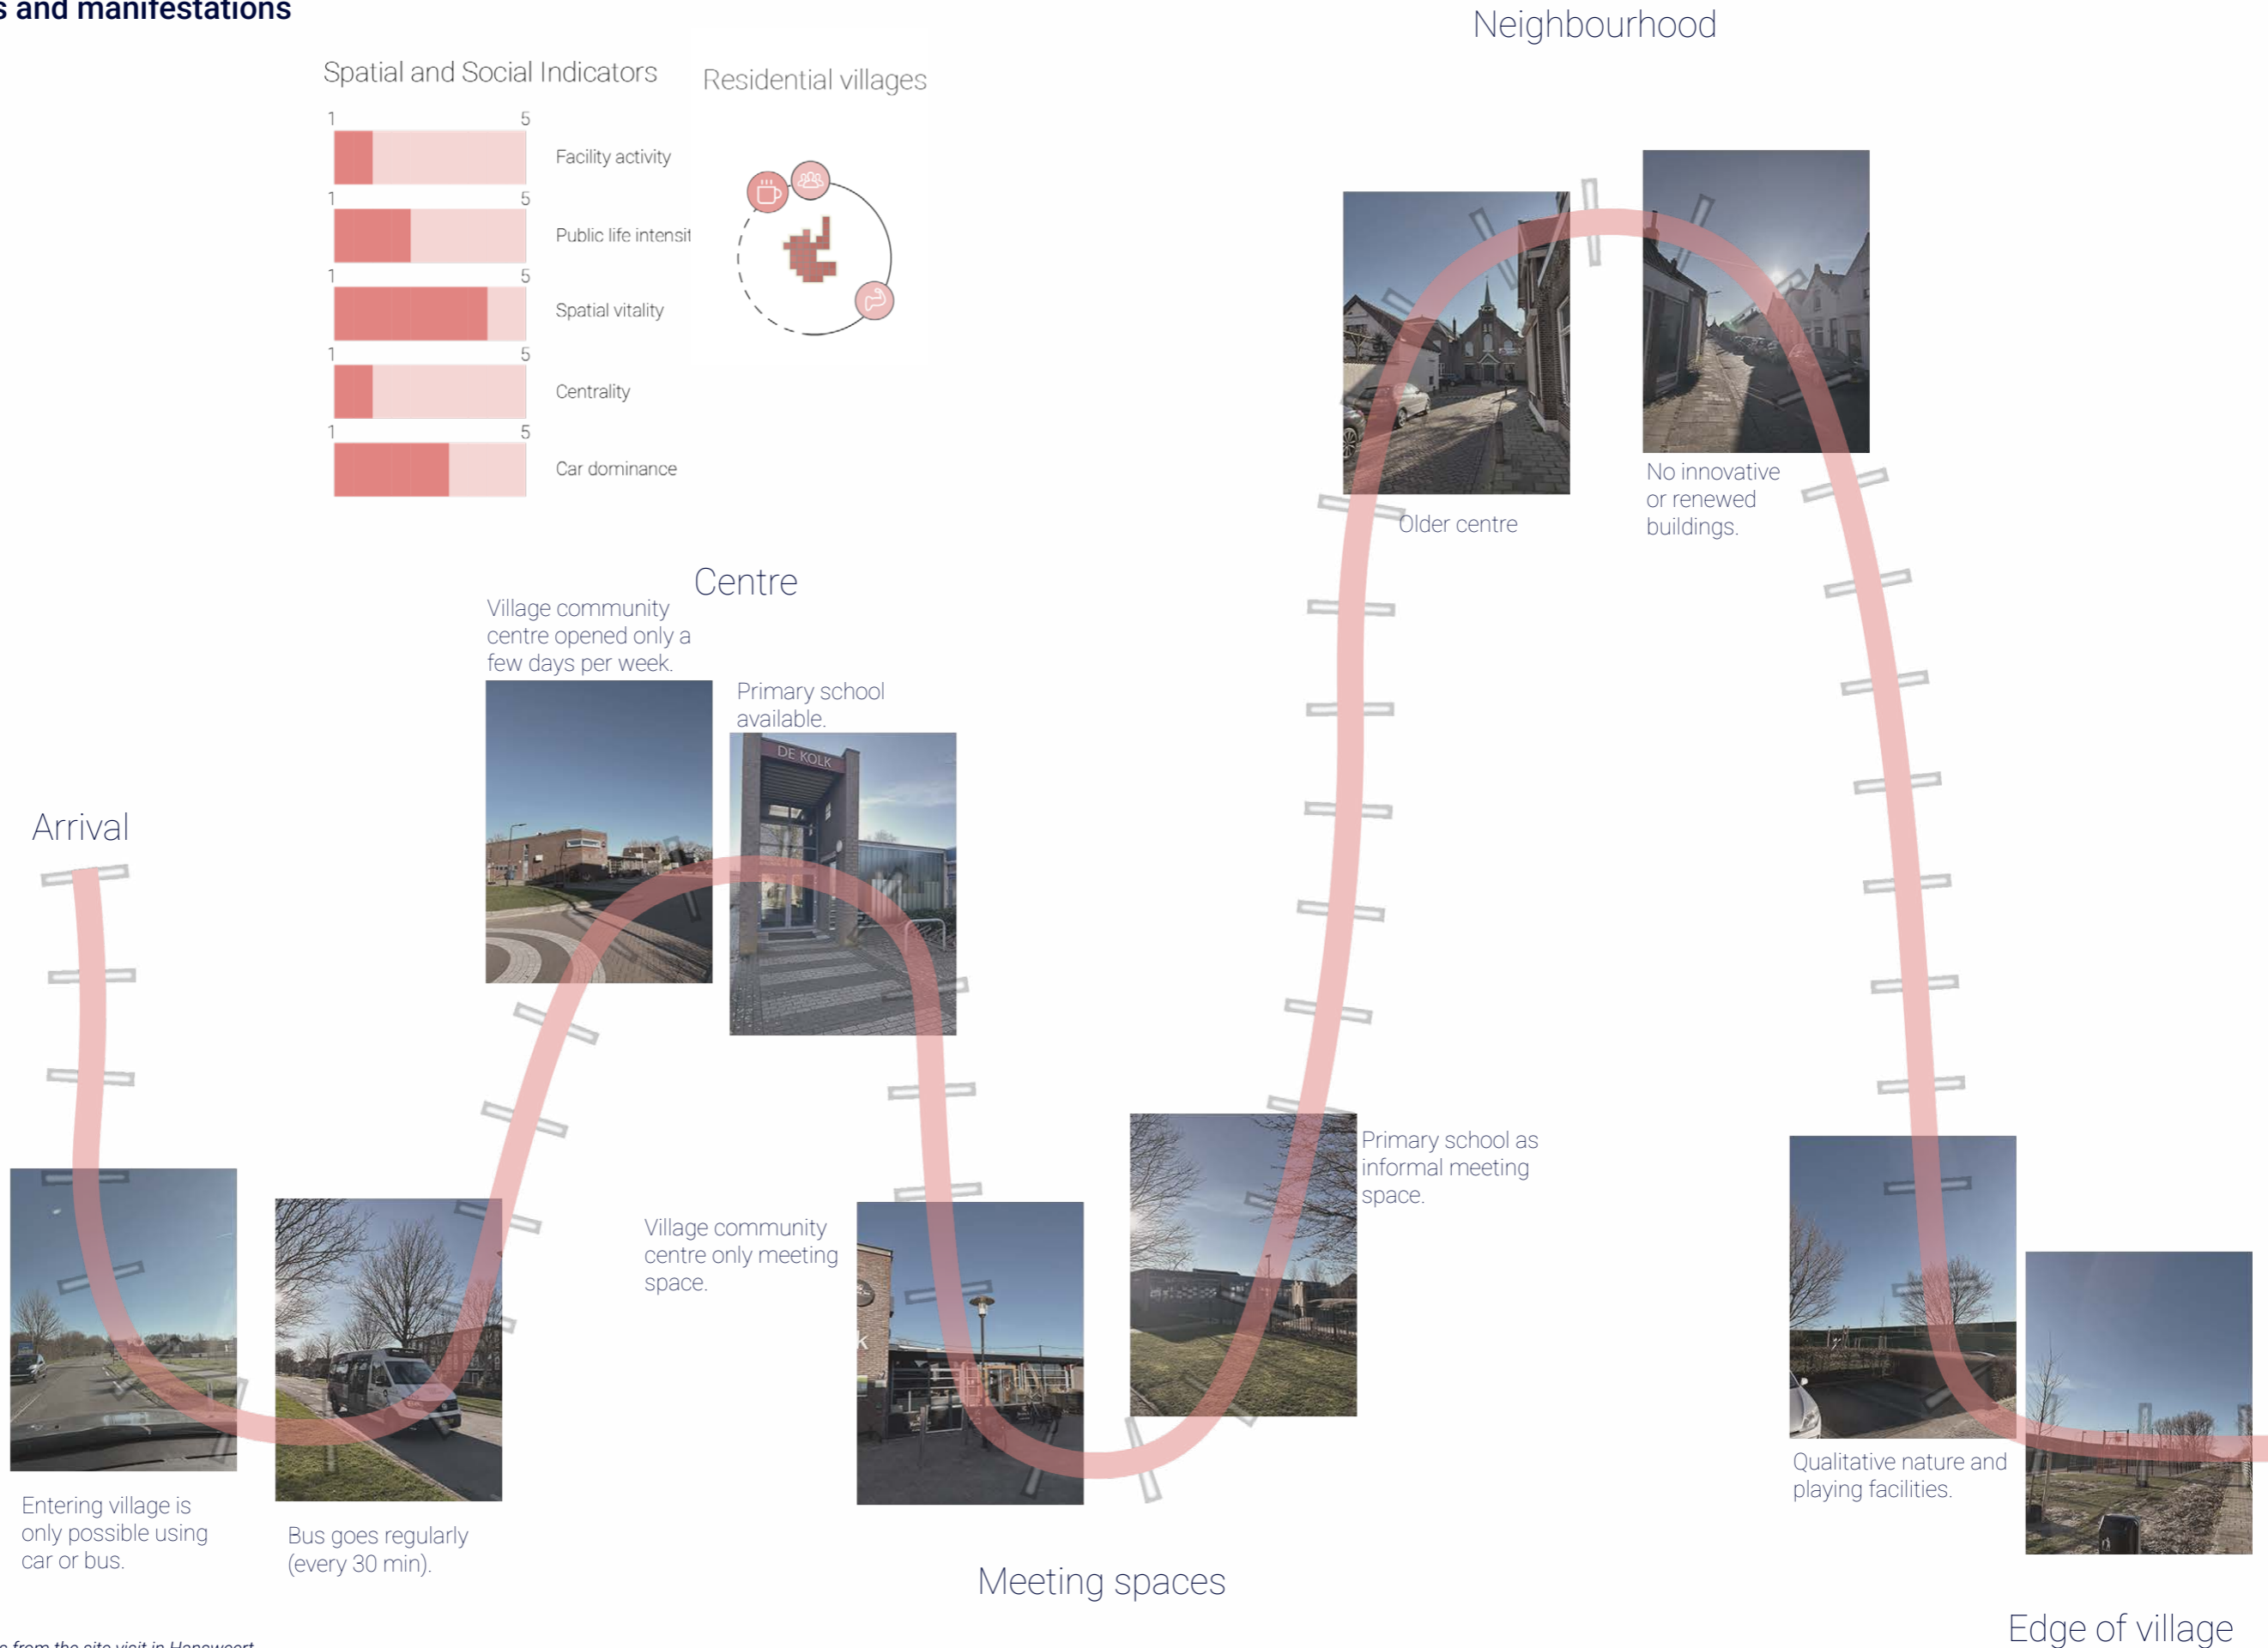 and manifestations
Spatial and Social Indicators
Residential villages
1 5
Facility activity
1 5
Public life intensit
1 5
Spatial vitality
1 5
Centrality
1 5
Car dominance
Neighbourhood
Older centre
No innovative
or renewed
buildings.
Centre
Village community
centre opened only a
few days per week.
Primary school
available.
DE KOLK
Arrival
Entering village is
only possible using
car or bus.
Bus goes regularly
(every 30 min).
Village community
centre only meeting
space.
K
Primary school as
informal meeting
space.
Meeting spaces
Qualitative nature and
playing facilities.
Edge of village
from the site visit in Hansweert